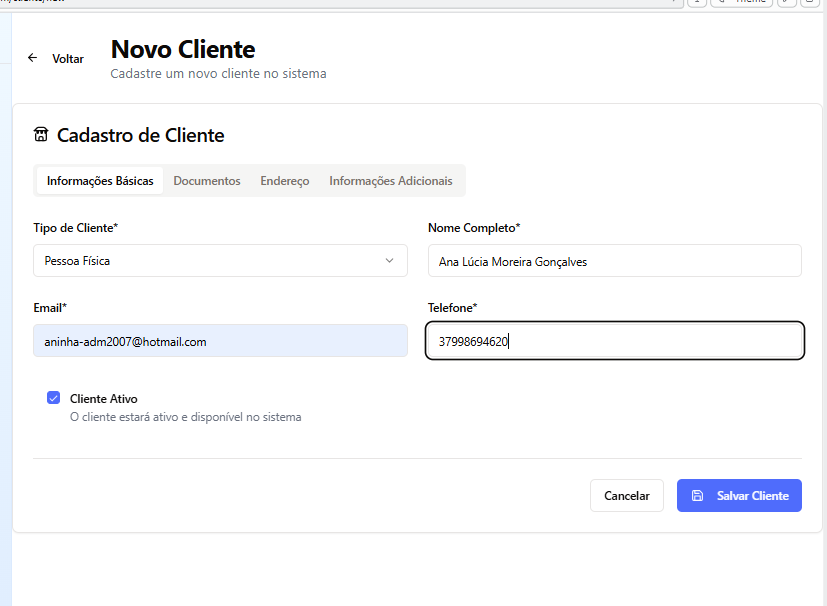 Voltar
Novo Cliente
Cadastre um novo cliente no sistema
Cadastro de Cliente
Informações Básicas Documentos Endereço Informações Adicionais
Tipo de Cliente* Nome Completo*
Pessoa Física Ana Lúcia Moreira Gonçalves
Email* Telefone*
aninha-adm2007@hotmail.com 37998694620
Cliente Ativo
O cliente estará ativo e disponível no sistema
Cancelar Salvar Cliente